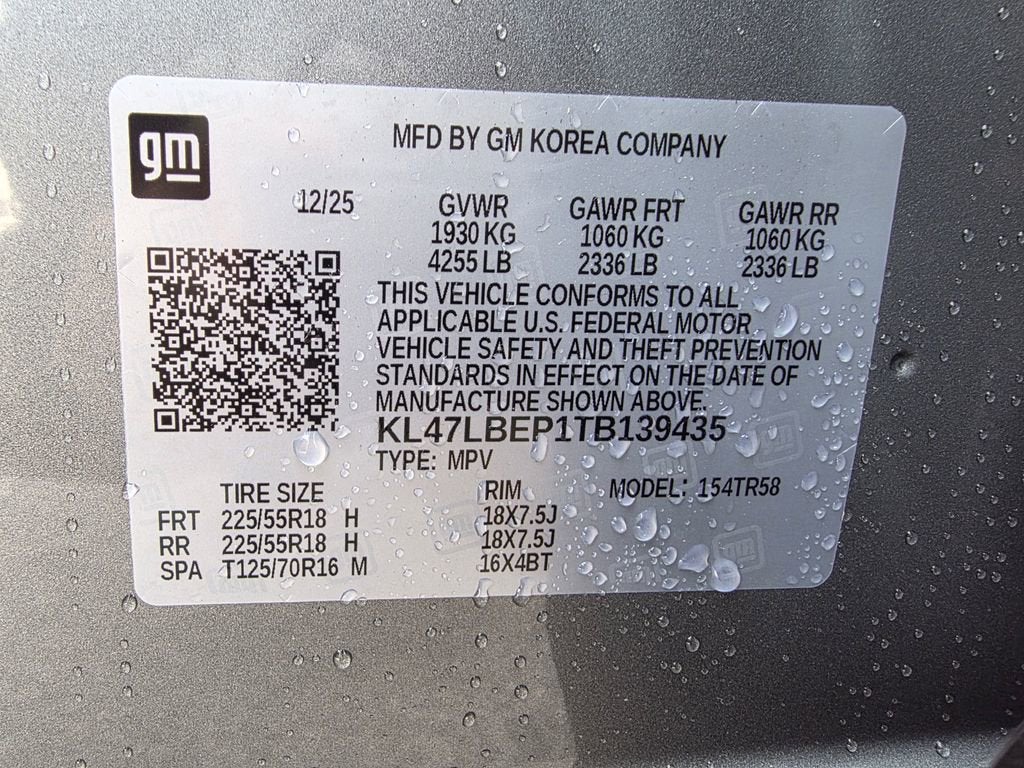 gm
MFD BY GM KOREA COMPANY
12/25 GVWR GAWR FRT GAWR RR
1930 KG 1060 KG 1060 KG
4255 LB 2336 LB 2336 LB
THIS VEHICLE CONFORMS TO ALL
APPLICABLE U.S. FEDERAL MOTOR
VEHICLE SAFETY AND THEFT PREVENTION
STANDARDS IN EFFECT ON THE DATE OF
MANUFACTURE SHOWN ABOVE.
KL47LBEP1TB139435
TYPE: MPV
TIRE SIZE RIM MODEL: 154TR58
FRT 225/55R18 H 18X7.5J
RR 225/55R18 H 18X7.5J
SPA T125/70R16 M 16X4BT